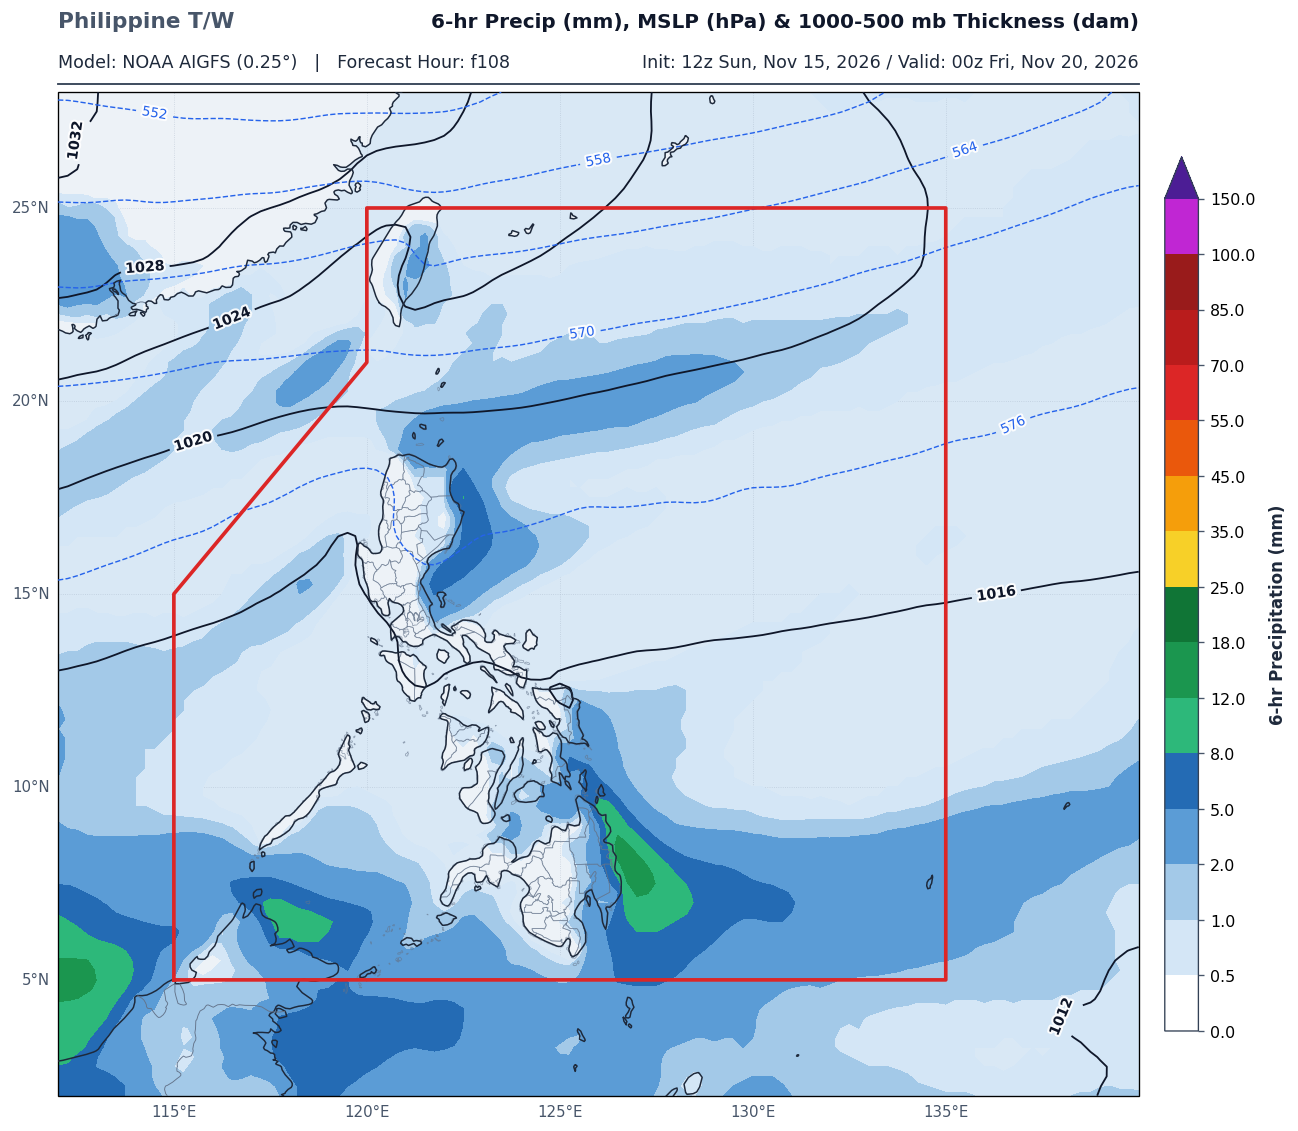 Philippine T/W
6-hr Precip (mm), MSLP (hPa) & 1000-500 mb Thickness (dam)
Model: NOAA AIGFS (0.25°) | Forecast Hour: f108
Init: 12z Sun, Nov 15, 2026 / Valid: 00z Fri, Nov 20, 2026
552
1032
558
564
1028
1024
570
1020
576
1016
1012
25°N
20°N
15°N
10°N
5°N
115°E
120°E
125°E
130°E
135°E
150.0
100.0
85.0
70.0
55.0
45.0
35.0
25.0
18.0
12.0
8.0
5.0
2.0
1.0
0.5
0.0
6-hr Precipitation (mm)